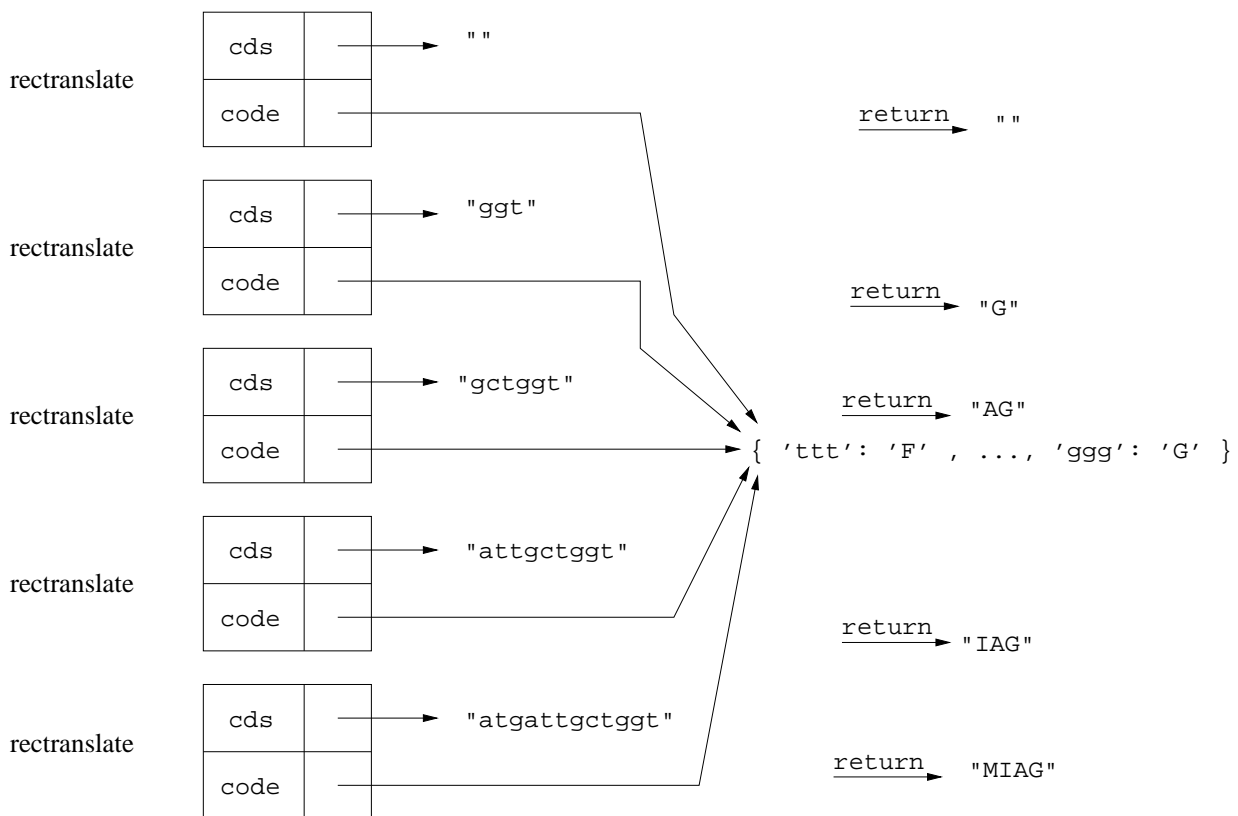 cds ""
rectranslate
code return ""
cds "ggt"
rectranslate
code return "G"
cds "gctggt"
rectranslate return "AG"
code { 'ttt': 'F' , ..., 'ggg': 'G' }
cds "attgctggt"
rectranslate
code return "IAG"
cds "atgattgctggt"
rectranslate
code return "MIAG"